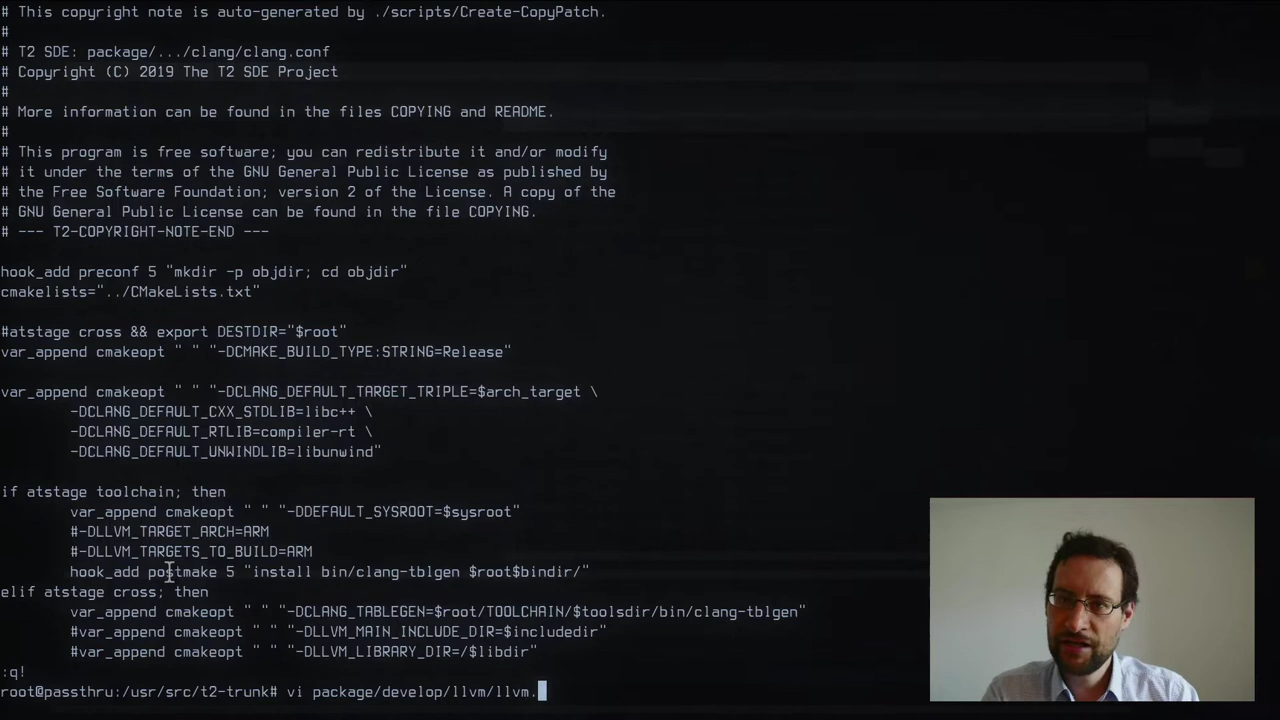 # This copyright note is auto-generated by ./scripts/Create-CopyPatch.
#
# T2 SDE: package/.../clang/clang.conf
# Copyright (C) 2019 The T2 SDE Project
#
# More information can be found in the files COPYING and README.
#
# This program is free software; you can redistribute it and/or modify
# it under the terms of the GNU General Public License as published by
# the Free Software Foundation; version 2 of the License. A copy of the
# GNU General Public License can be found in the file COPYING.
# --- T2-COPYRIGHT-NOTE-END ---
hook_add preconf 5 "mkdir -p objdir; cd objdir"
cmakelists="../CMakeLists.txt"
#atstage cross && export DESTDIR="$root"
var_append cmakeopt " " "-DCMAKE_BUILD_TYPE:STRING=Release"
var_append cmakeopt " " "-DCLANG_DEFAULT_TARGET_TRIPLE=$arch_target \
-DCLANG_DEFAULT_CXX_STDLIB=libc++ \
-DCLANG_DEFAULT_RTLIB=compiler-rt \
-DCLANG_DEFAULT_UNWINDLIB=libunwind"
if atstage toolchain; then
var_append cmakeopt " " "-DDEFAULT_SYSROOT=$sysroot"
#-DLLVM_TARGET_ARCH=ARM
#-DLLVM_TARGETS_TO_BUILD=ARM
hook_add postmake 5 "install bin/clang-tblgen $root$bindir/"
elif atstage cross; then
var_append cmakeopt " " "-DCLANG_TABLEGEN=$root/TOOLCHAIN/$toolsdir/bin/clang-tblgen"
#var_append cmakeopt " " "-DLLVM_MAIN_INCLUDE_DIR=$includedir"
#var_append cmakeopt " " "-DLLVM_LIBRARY_DIR=/$libdir"
:q!
root@passthru:/usr/src/t2-trunk# vi package/develop/llvm/llvm.